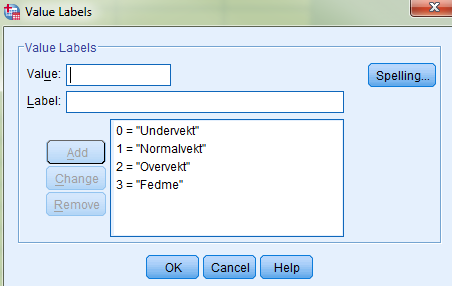 Value Labels
Value Labels
Value:
Spelling...
Label:
0 = "Undervekt"
1 = "Normalvekt"
2 = "Overvekt"
3 = "Fedme"
Add
Change
Remove
OK Cancel Help